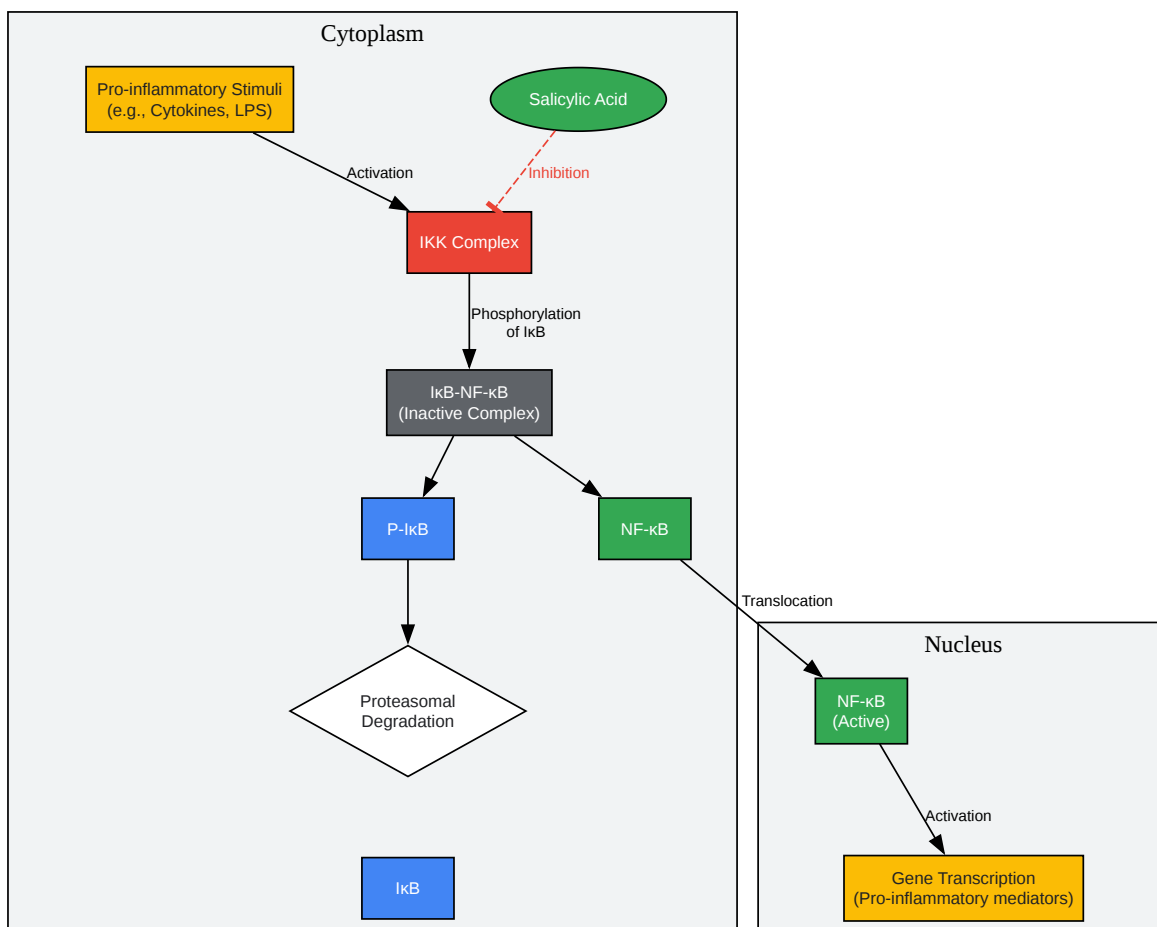 Cytoplasm
Pro-inflammatory Stimuli
(e.g., Cytokines, LPS)
Salicylic Acid
Activation
Inhibition
IKK Complex
Phosphorylation
of IκB
IκB-NF-κB
(Inactive Complex)
P-IκB
NF-κB
Translocation
Nucleus
Proteasomal
Degradation
NF-κB
(Active)
Activation
IκB
Gene Transcription
(Pro-inflammatory mediators)